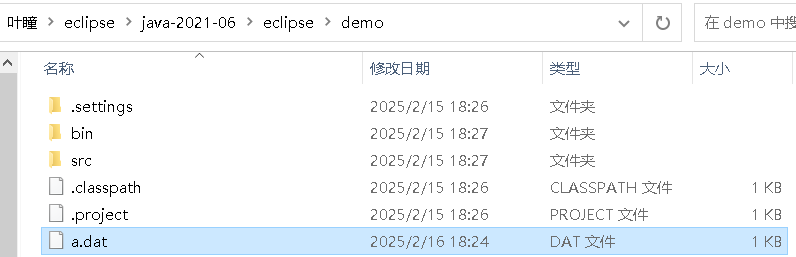 叶瞳 > eclipse > java-2021-06 > eclipse > demo 在 demo 中搜
名称 修改日期 类型 大小
.settings 2025/2/15 18:26 文件夹
bin 2025/2/15 18:27 文件夹
src 2025/2/15 18:27 文件夹
.classpath 2025/2/15 18:26 CLASSPATH 文件 1 KB
.project 2025/2/15 18:26 PROJECT 文件 1 KB
a.dat 2025/2/16 18:24 DAT 文件 1 KB